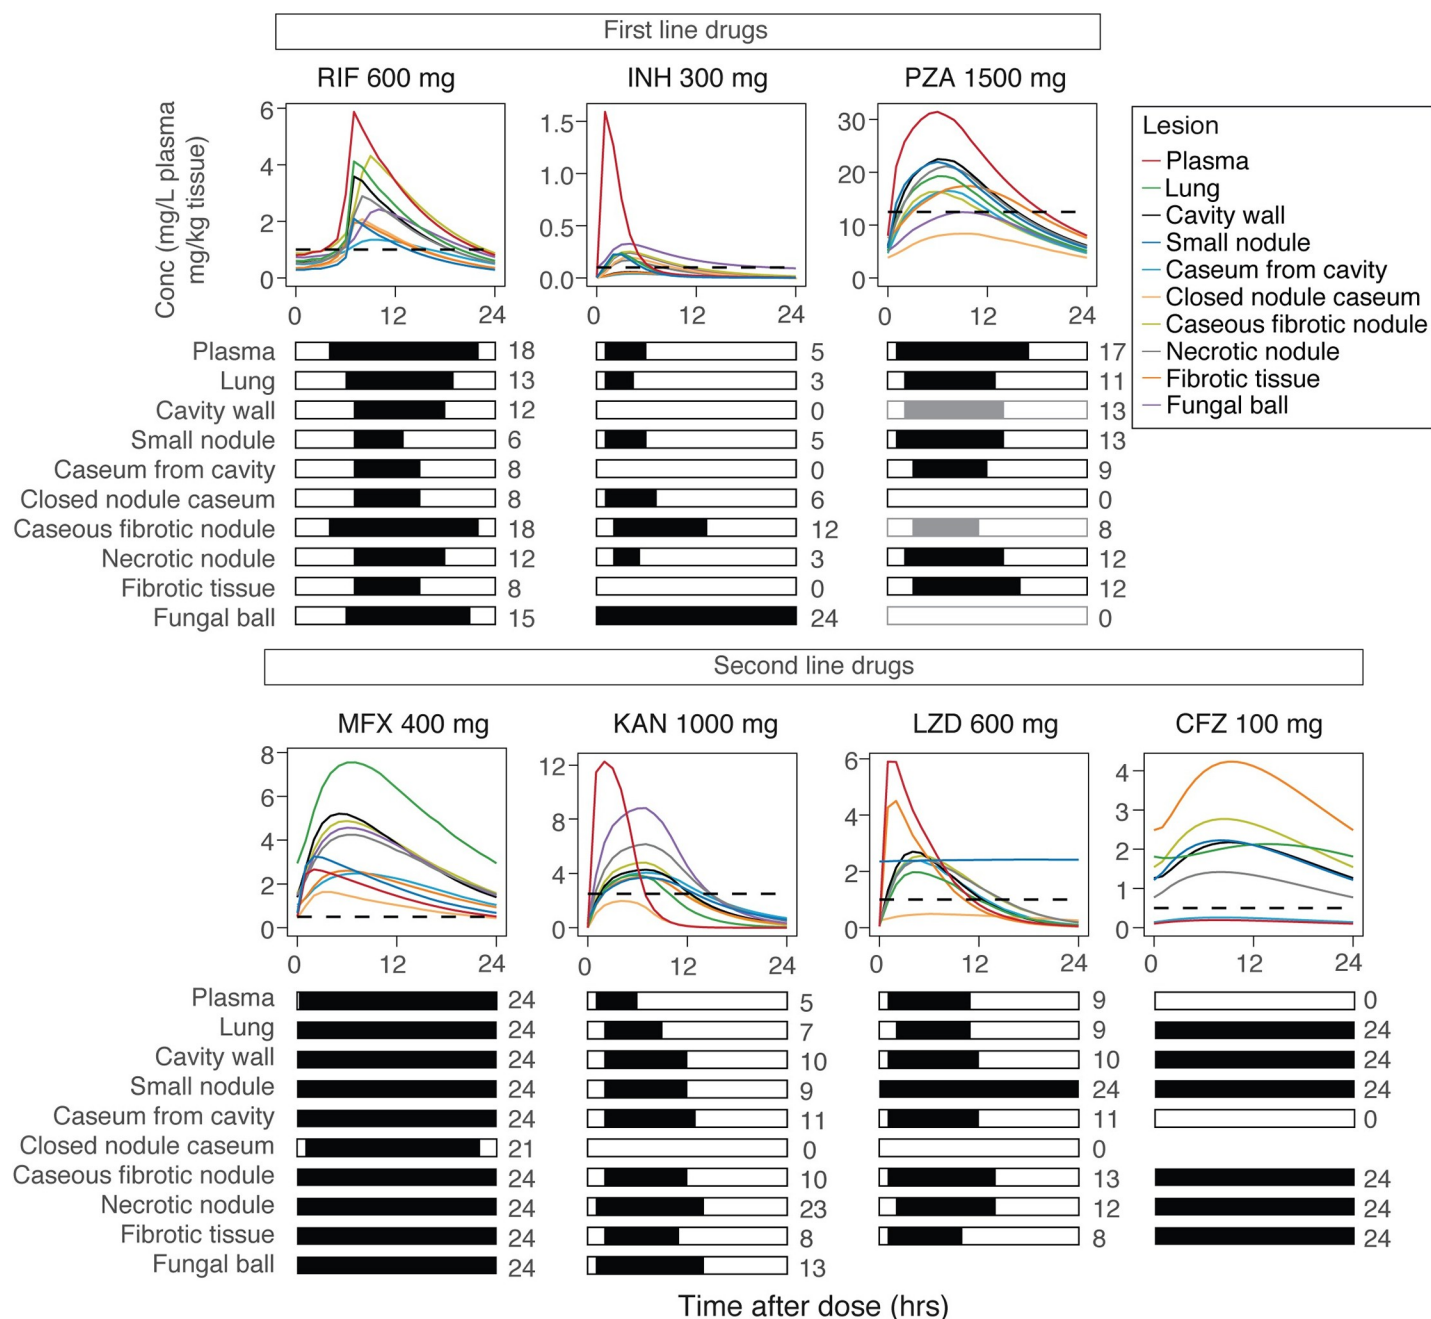 First line drugs
RIF 600 mg INH 300 mg PZA 1500 mg
Conc (mg/L plasma
mg/kg tissue)
6
4
2
0
0 12 24
1.5
1.0
0.5
0.0
0 12 24
30
20
10
0
0 12 24
Lesion
Plasma
Lung
Cavity wall
Small nodule
Caseum from cavity
Closed nodule caseum
Caseous fibrotic nodule
Necrotic nodule
Fibrotic tissue
Fungal ball
Plasma 18 5 17
Lung 13 3 11
Cavity wall 12 0 13
Small nodule 6 5 13
Caseum from cavity 8 0 9
Closed nodule caseum 8 6 0
Caseous fibrotic nodule 18 12 8
Necrotic nodule 12 3 12
Fibrotic tissue 8 0 12
Fungal ball 15 24 0
Second line drugs
MFX 400 mg KAN 1000 mg LZD 600 mg CFZ 100 mg
8
6
4
2
0
0 12 24
12
8
4
0
0 12 24
6
4
2
0
0 12 24
4
3
2
1
0
0 12 24
Plasma 24 5 9 0
Lung 24 7 9 24
Cavity wall 24 10 10 24
Small nodule 24 9 24 24
Caseum from cavity 24 11 11 0
Closed nodule caseum 21 0 0
Caseous fibrotic nodule 24 10 13 24
Necrotic nodule 24 23 12 24
Fibrotic tissue 24 8 8 24
Fungal ball 24 13
Time after dose (hrs)